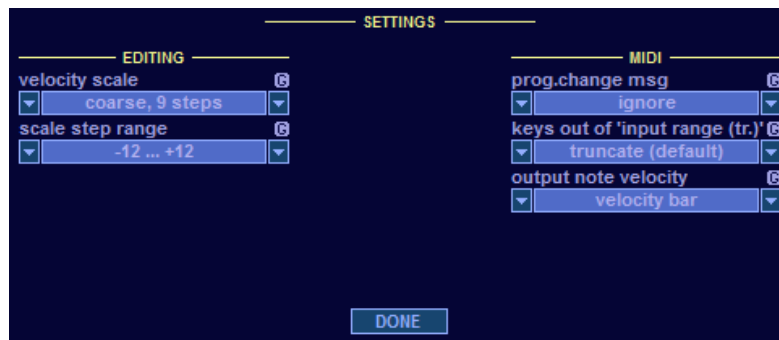 SETTINGS
EDITING
velocity scale G
coarse, 9 steps
scale step range G
-12 ... +12
MIDI
prog.change msg G
ignore
keys out of 'input range (tr.)' G
truncate (default)
output note velocity G
velocity bar
DONE